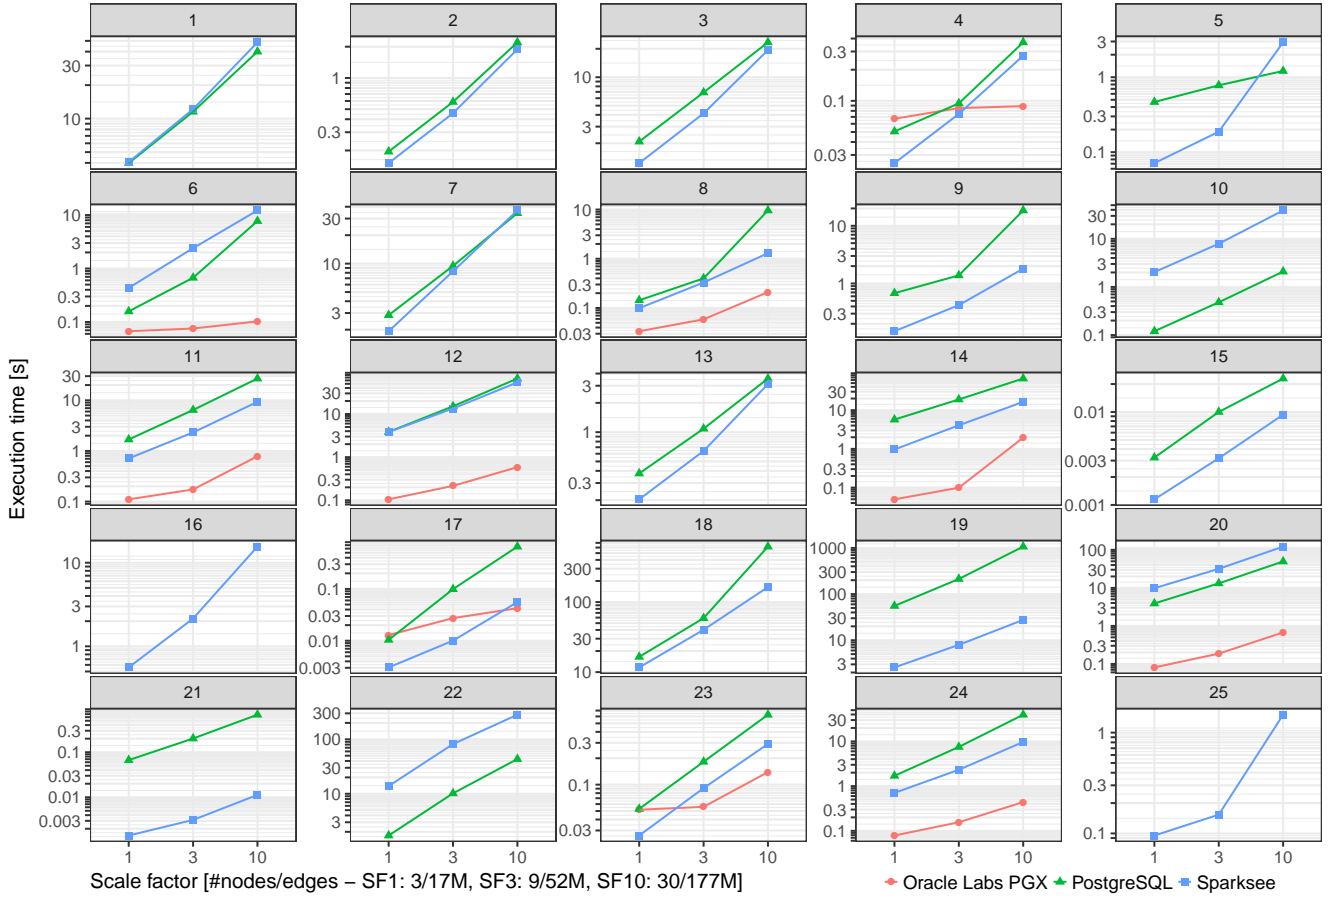 1 2 3 4 5
30 10
1 0.3
10 3
0.3 0.1 0.03
3 1 0.3 0.1
6 7 8 9 10
10 3 1 0.3 0.1
30 10 3
10 3 1 0.3 0.1 0.03
10 3 1 0.3
30 10 3 1 0.3 0.1
11 12 13 14 15
30 10 3 1 0.3 0.1
30 10 3 1 0.3 0.1
3 1 0.3
30 10 3 1 0.3 0.1
0.01 0.003 0.001
16 17 18 19 20
10 3 1
0.3 0.1 0.03 0.01 0.003
300 100 30 10
1000 300 100 30 10 3
100 30 10 3 1 0.3 0.1
21 22 23 24 25
0.3 0.1 0.03 0.01 0.003
300 100 30 10 3
0.3 0.1 0.03
30 10 3 1 0.3 0.1
1 0.3 0.1
1 3 10 1 3 10 1 3 10 1 3 10 1 3 10
Execution time [s]
Scale factor [#nodes/edges – SF1: 3/17M, SF3: 9/52M, SF10: 30/177M]
Oracle Labs PGX PostgreSQL Sparksee